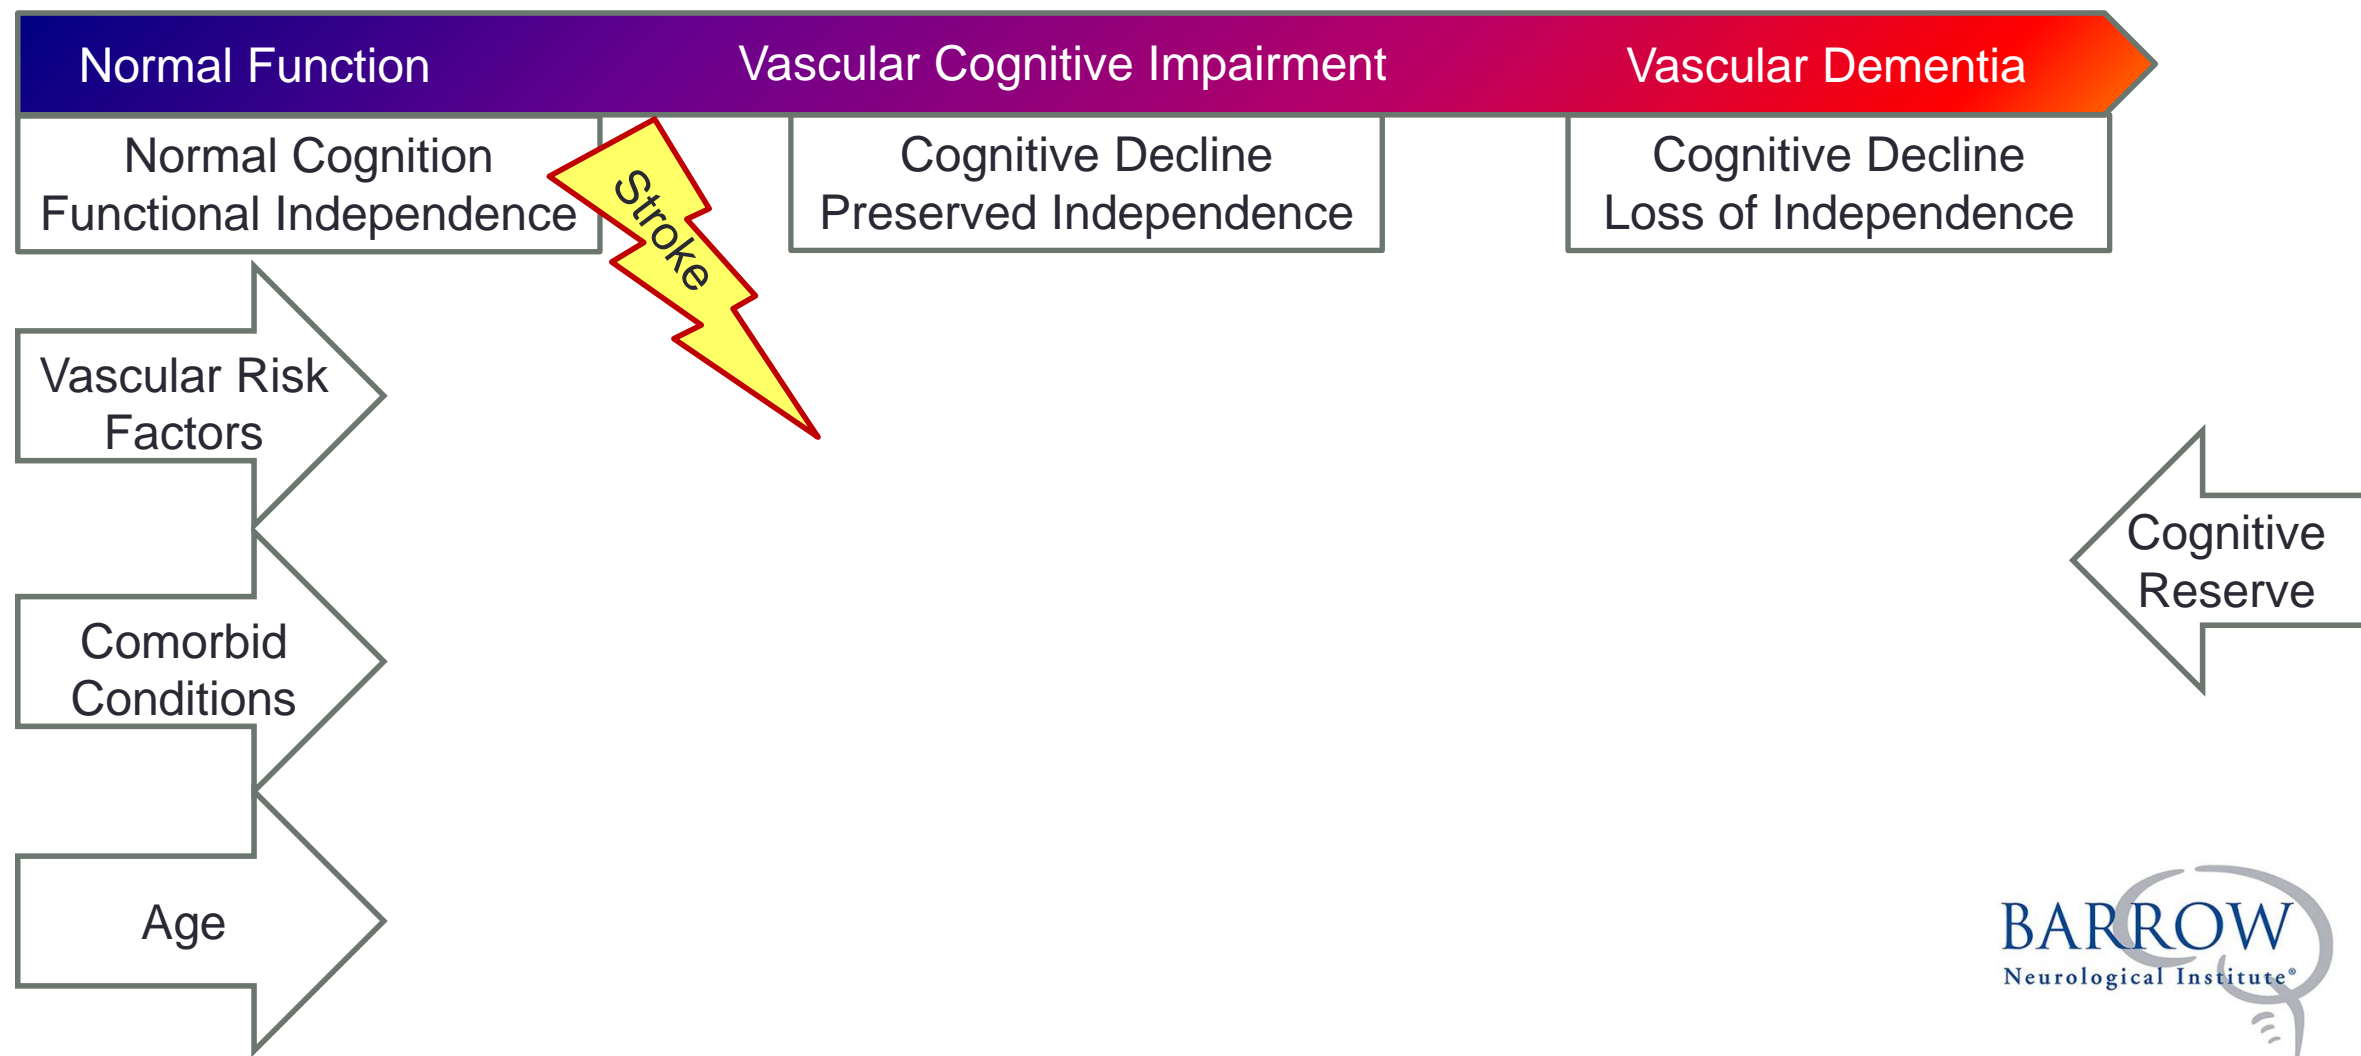 Normal Function
Vascular Cognitive Impairment
Vascular Dementia
Normal Cognition
Functional Independence
Stroke
Cognitive Decline
Preserved Independence
Cognitive Decline
Loss of Independence
Vascular Risk
Factors
Comorbid
Conditions
Age
Cognitive
Reserve
BARROW
Neurological Institute®